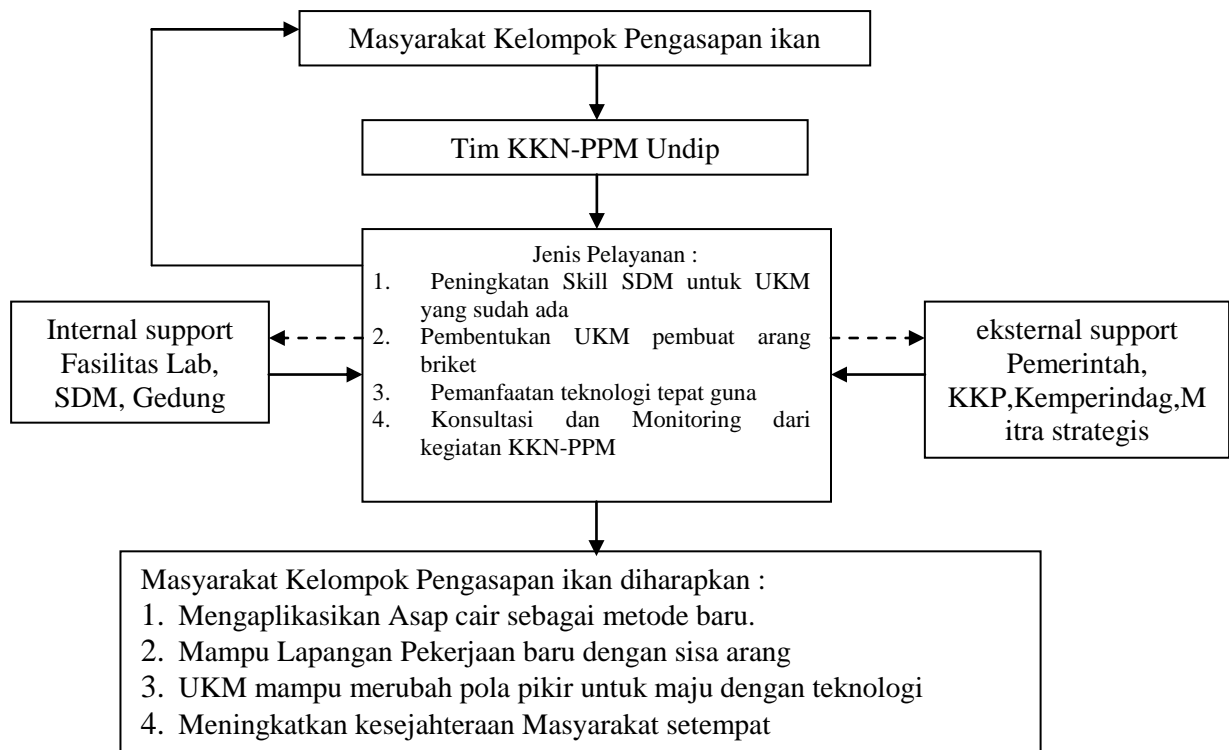 Masyarakat Kelompok Pengasapan ikan
Tim KKN-PPM Undip
Jenis Pelayanan :
1. Peningkatan Skill SDM untuk UKM
yang sudah ada
2. Pembentukan UKM pembuat arang
briket
3. Pemanfaatan teknologi tepat guna
4. Konsultasi dan Monitoring dari
kegiatan KKN-PPM
Internal support
Fasilitas Lab,
SDM, Gedung
eksternal support
Pemerintah,
KKP,Kemperindag,M
itra strategis
Masyarakat Kelompok Pengasapan ikan diharapkan :
1. Mengaplikasikan Asap cair sebagai metode baru.
2. Mampu Lapangan Pekerjaan baru dengan sisa arang
3. UKM mampu merubah pola pikir untuk maju dengan teknologi
4. Meningkatkan kesejahteraan Masyarakat setempat